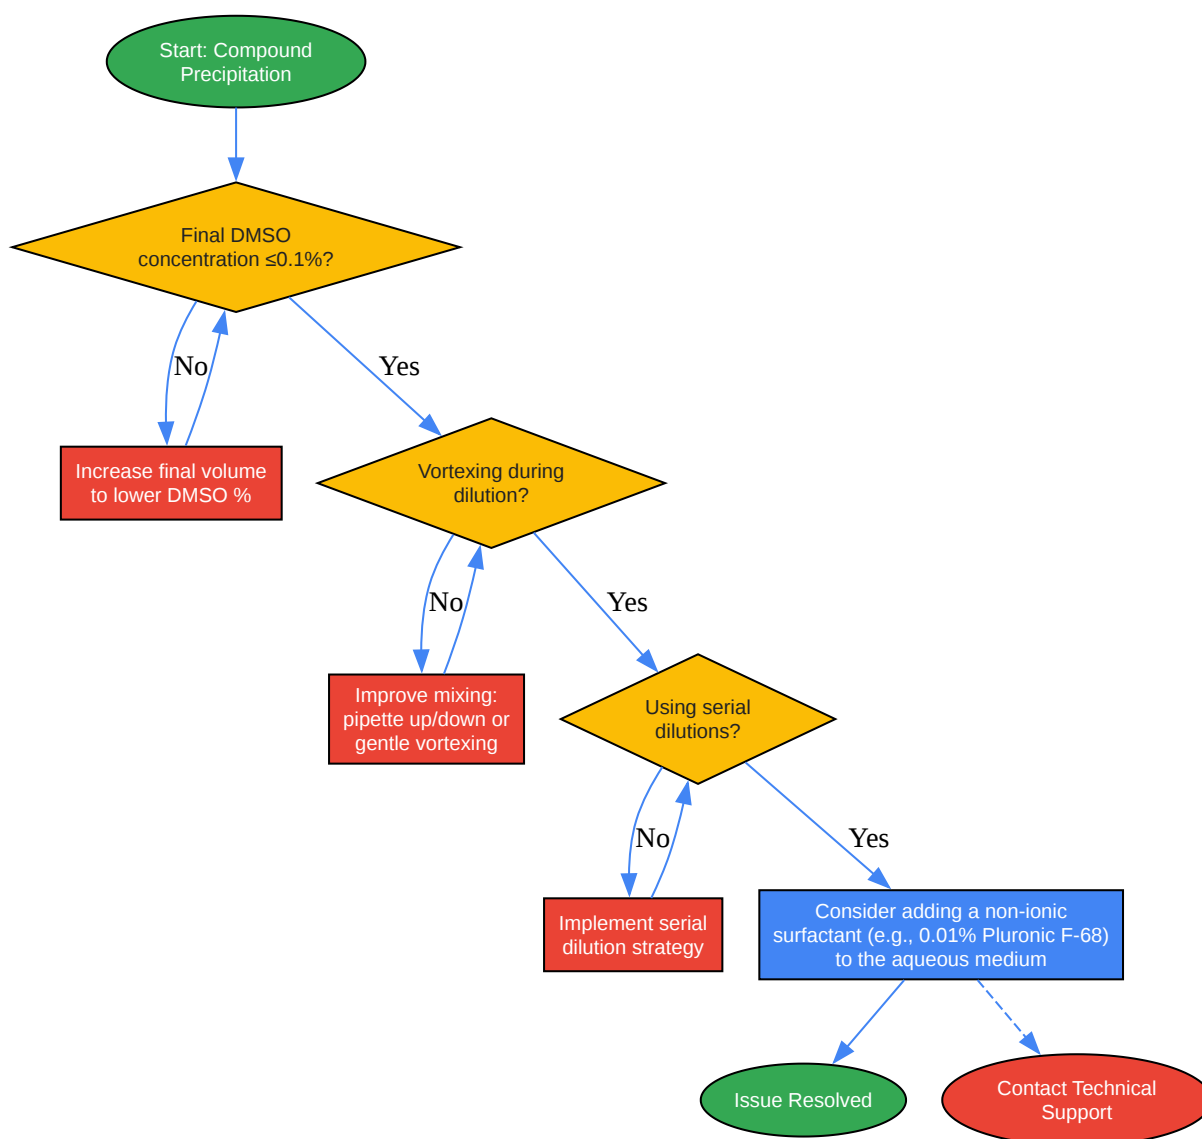 Start: Compound
Precipitation
Final DMSO
concentration ≤0.1%?
No
Yes
Increase final volume
to lower DMSO %
Vortexing during
dilution?
No
Yes
Improve mixing:
pipette up/down or
gentle vortexing
Using serial
dilutions?
No
Yes
Implement serial
dilution strategy
Consider adding a non-ionic
surfactant (e.g., 0.01% Pluronic F-68)
to the aqueous medium
Issue Resolved
Contact Technical
Support